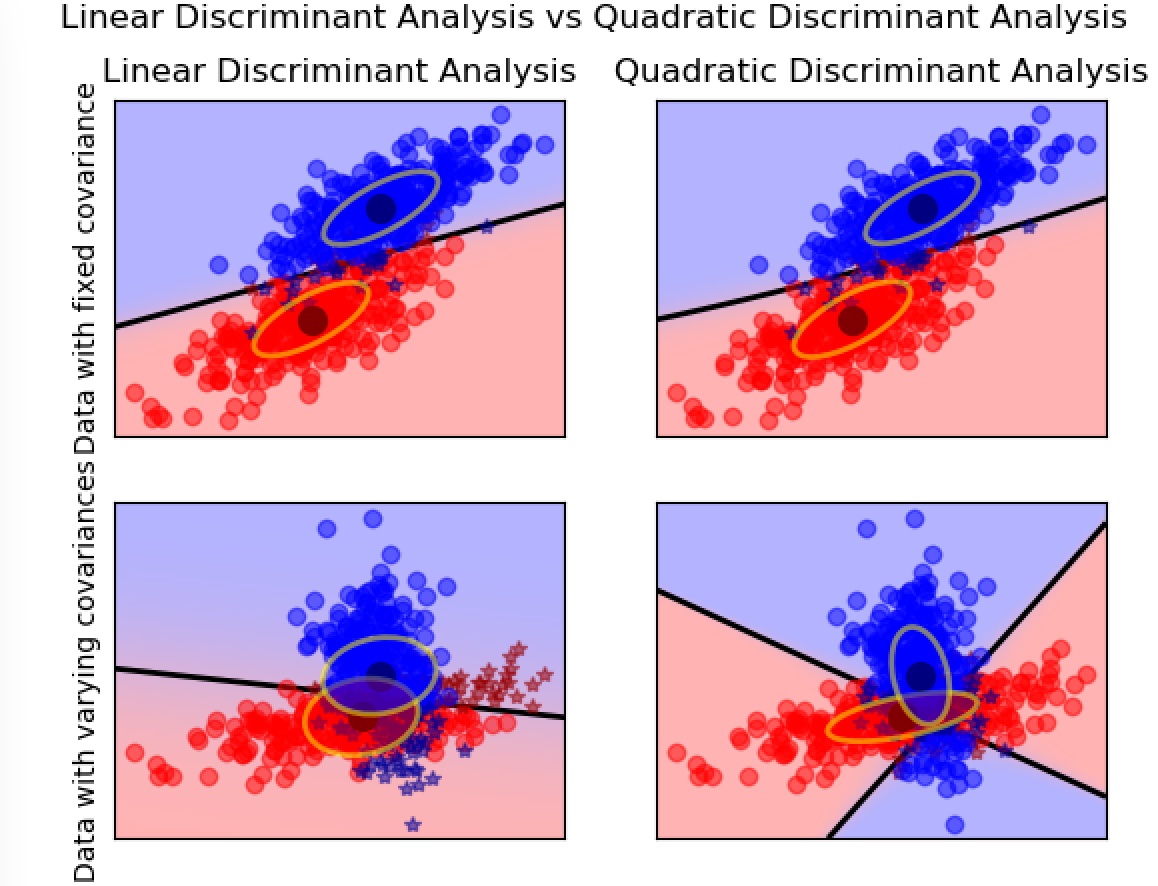 Linear Discriminant Analysis vs Quadratic Discriminant Analysis
Linear Discriminant Analysis
Quadratic Discriminant Analysis
Data with fixed covariance
Data with varying covariances